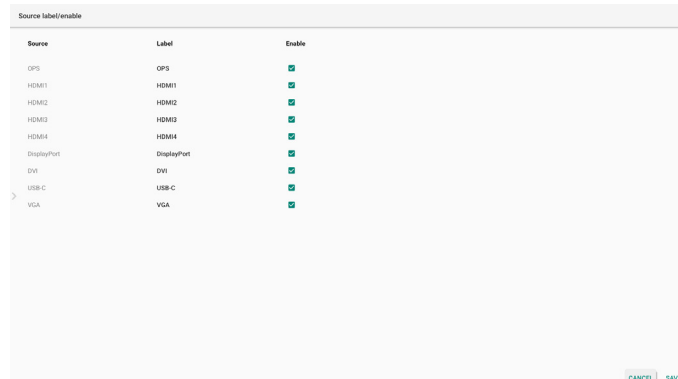 Source label/enable
Source Label Enable
OPS OPS
HDMI1 HDMI1
HDMI2 HDMI2
HDMI3 HDMI3
HDMI4 HDMI4
DisplayPort DisplayPort
DVI DVI
USB-C USB-C
VGA VGA
CANCEL SAV